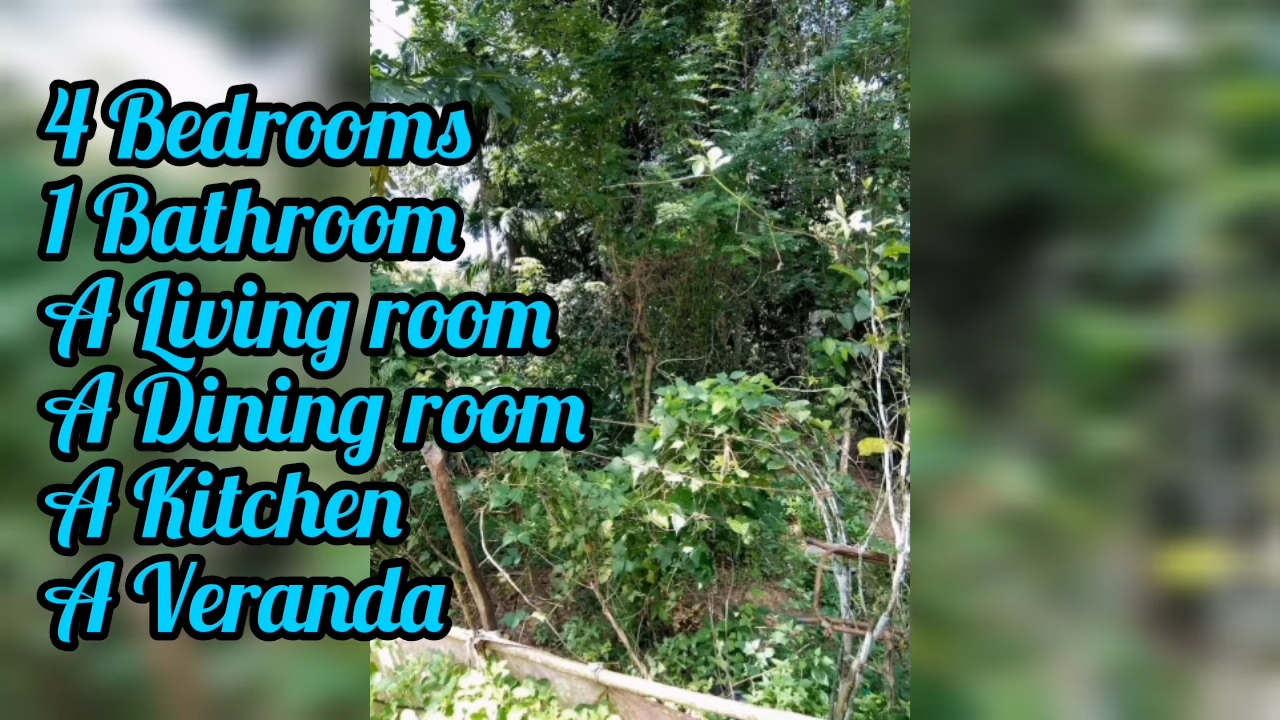 4 Bedrooms
1 Bathroom
A Living room
A Dining room
A Kitchen
A Veranda